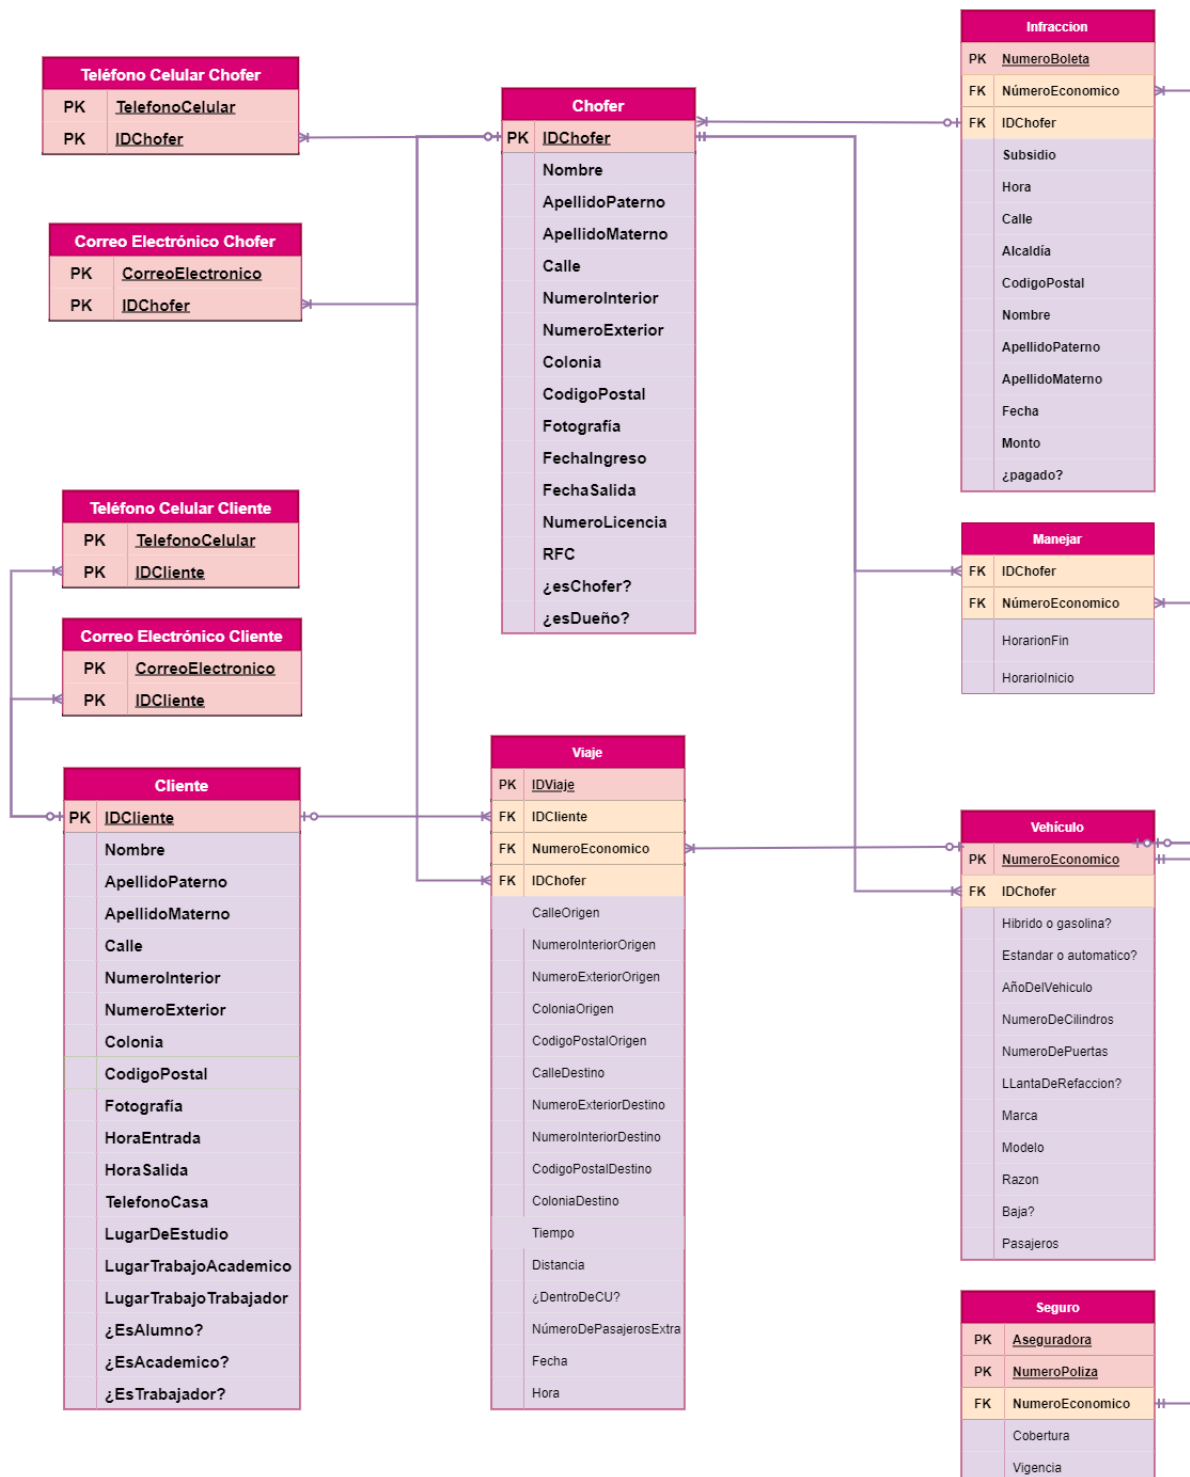 Teléfono Celular Chofer
PK TelefonoCelular
PK IDChofer
Correo Electrónico Chofer
PK CorreoElectronico
PK IDChofer
Teléfono Celular Cliente
PK TelefonoCelular
PK IDCliente
Correo Electrónico Cliente
PK CorreoElectronico
PK IDCliente
Cliente
PK IDCliente
Nombre
ApellidoPaterno
ApellidoMaterno
Calle
NumeroInterior
NumeroExterior
Colonia
CodigoPostal
Fotografía
HoraEntrada
HoraSalida
TelefonoCasa
LugarDeEstudio
LugarTrabajoAcademico
LugarTrabajoTrabajador
¿EsAlumno?
¿EsAcademico?
¿EsTrabajador?
Chofer
PK IDChofer
Nombre
ApellidoPaterno
ApellidoMaterno
Calle
NumeroInterior
NumeroExterior
Colonia
CodigoPostal
Fotografía
FechaIngreso
FechaSalida
NumeroLicencia
RFC
¿esChofer?
¿esDueño?
Viaje
PK IDViaje
FK IDCliente
FK NumeroEconomico
FK IDChofer
CalleOrigen
NumeroInteriorOrigen
NumeroExteriorOrigen
ColoniaOrigen
CodigoPostalOrigen
CalleDestino
NumeroExteriorDestino
NumeroInteriorDestino
CodigoPostalDestino
ColoniaDestino
Tiempo
Distancia
¿DentroDeCU?
NúmeroDePasajerosExtra
Fecha
Hora
Infraccion
PK NumeroBoleta
FK NúmeroEconomico
FK IDChofer
Subsidio
Hora
Calle
Alcaldía
CodigoPostal
Nombre
ApellidoPaterno
ApellidoMaterno
Fecha
Monto
¿pagado?
Manejar
FK IDChofer
FK NúmeroEconomico
HorarionFin
HorarioInicio
Vehículo
PK NumeroEconomico
FK IDChofer
Hibrido o gasolina?
Estandar o automatico?
AñoDelVehiculo
NumeroDeCilindros
NumeroDePuertas
LLantaDeRefaccion?
Marca
Modelo
Razon
Baja?
Pasajeros
Seguro
PK Aseguradora
PK NumeroPoliza
FK NumeroEconomico
Cobertura
Vigencia